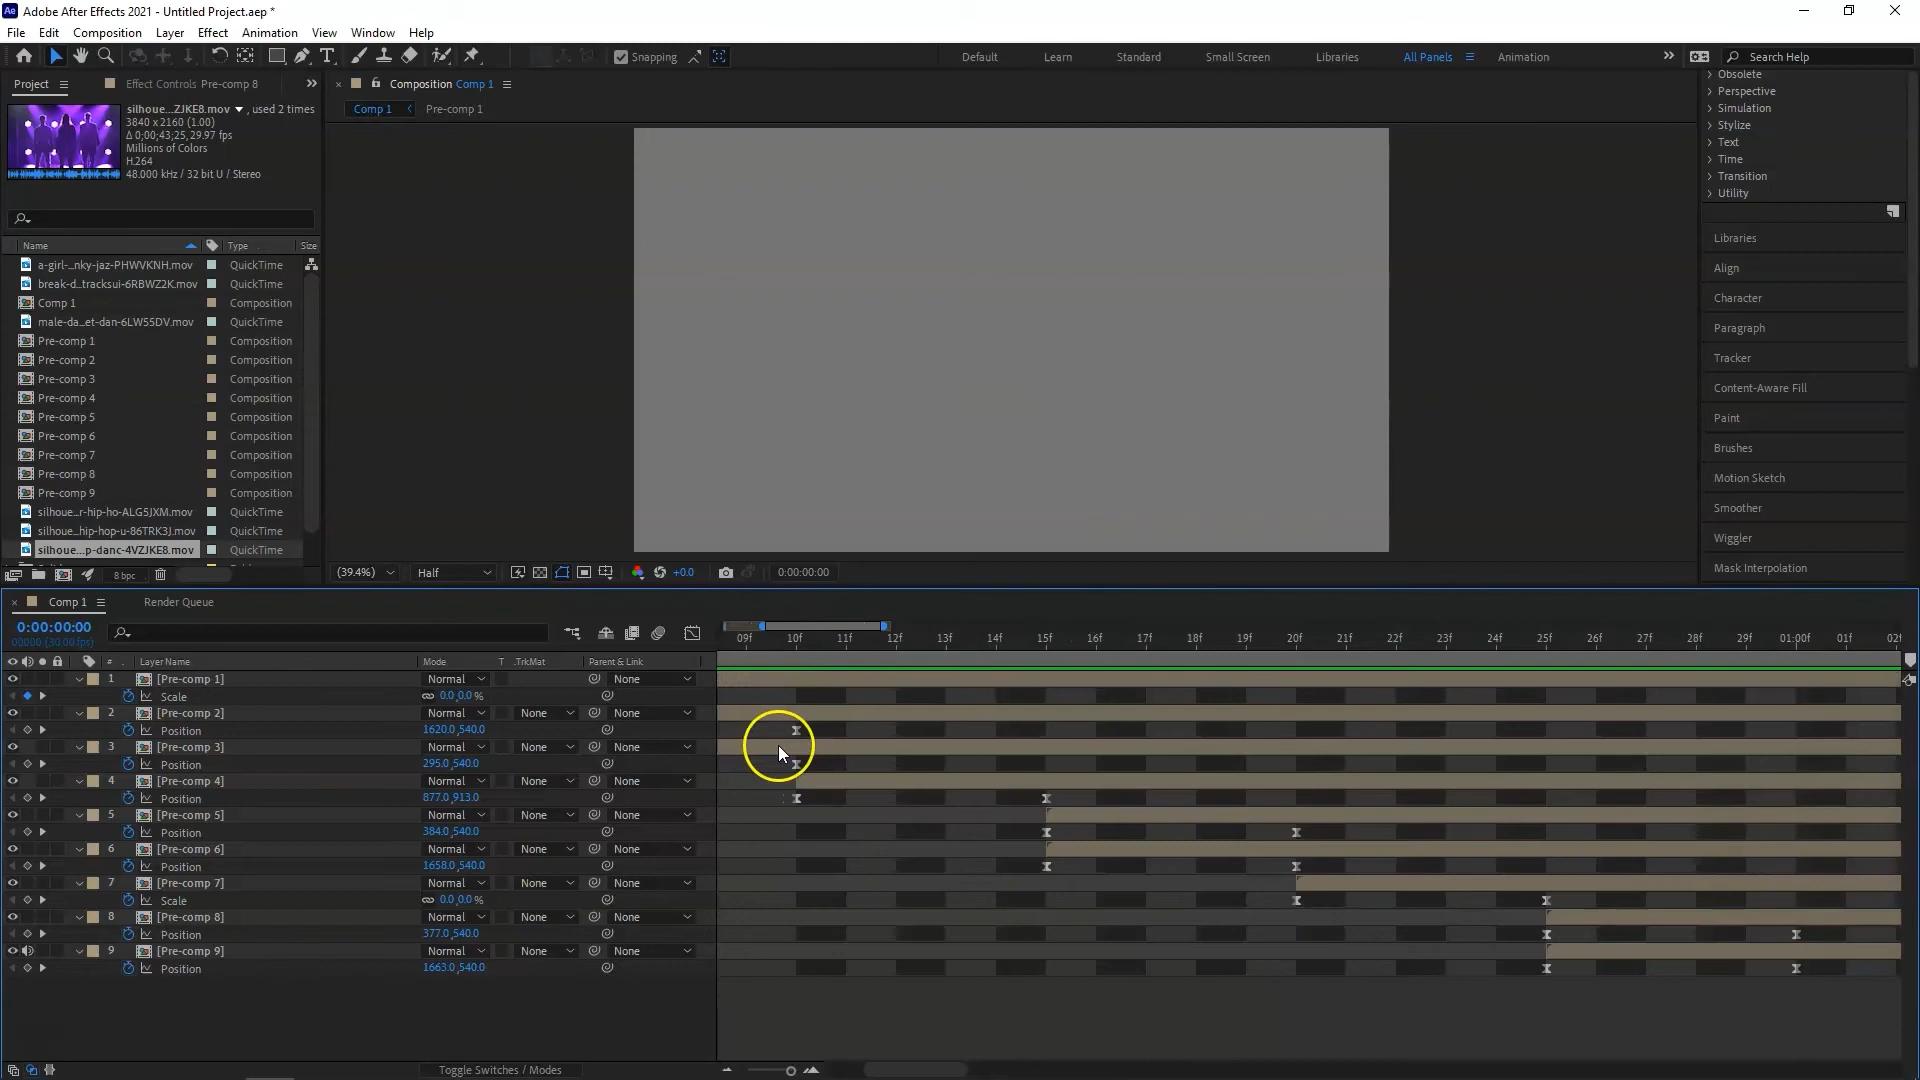 Ae Adobe After Effects 2021 - Untitled Project.aep *
File Edit Composition Layer Effect Animation View Window Help
Snapping Default Learn Standard Small Screen Libraries All Panels Animation Search Help
Project Effect Controls Pre-comp 8 Composition Comp 1
Comp 1 Pre-comp 1
silhoue...ZJKE8.mov , used 2 times
3840 x 2160 (1.00)
Δ 0;00;43;25, 29.97 fps
Millions of Colors
H.264
48.000 kHz / 32 bit U / Stereo
Name Type Size
a-girl-_nky-jaz-PHWVKNH.mov QuickTime
break-d_tracksui-6RBWZ2K.mov QuickTime
Comp 1 Composition
male-da_et-dan-6LW55DV.mov QuickTime
Pre-comp 1 Composition
Pre-comp 2 Composition
Pre-comp 3 Composition
Pre-comp 4 Composition
Pre-comp 5 Composition
Pre-comp 6 Composition
Pre-comp 7 Composition
Pre-comp 8 Composition
Pre-comp 9 Composition
silhoue_r-hip-ho-ALG5JXM.mov QuickTime
silhoue_hip-hop-u-86TRK3J.mov QuickTime
silhoue...p-danc-4VZJKE8.mov QuickTime
8 bpc
(39.4%) Half +0.0 0:00:00:00
Obsolete
Perspective
Simulation
Stylize
Text
Time
Transition
Utility
Libraries
Align
Character
Paragraph
Tracker
Content-Aware Fill
Paint
Brushes
Motion Sketch
Smoother
Wiggler
Mask Interpolation
Comp 1 Render Queue
0:00:00:00
00000 (30.00 fps)
09f 10f 11f 12f 13f 14f 15f 16f 17f 18f 19f 20f 21f 22f 23f 24f 25f 26f 27f 28f 29f 01:00f 01f 02f
# Layer Name Mode T .TrkMat Parent & Link
1 [Pre-comp 1] Normal None
Scale 0.0,0.0 %
2 [Pre-comp 2] Normal None None
Position 1620.0,540.0
3 [Pre-comp 3] Normal None None
Position 295.0,540.0
4 [Pre-comp 4] Normal None None
Position 877.0,913.0
5 [Pre-comp 5] Normal None None
Position 384.0,540.0
6 [Pre-comp 6] Normal None None
Position 1658.0,540.0
7 [Pre-comp 7] Normal None None
Scale 0.0,0.0 %
8 [Pre-comp 8] Normal None None
Position 377.0,540.0
9 [Pre-comp 9] Normal None None
Position 1663.0,540.0
Toggle Switches / Modes